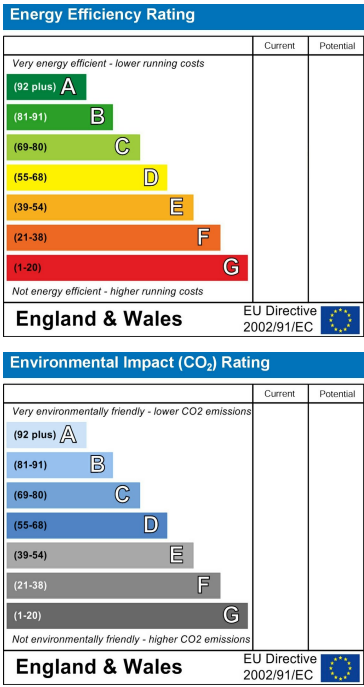 Energy Efficiency Rating
Current Potential
Very energy efficient - lower running costs
(92 plus) A
(81-91) B
(69-80) C
(55-68) D
(39-54) E
(21-38) F
(1-20) G
Not energy efficient - higher running costs
England & Wales
EU Directive
2002/91/EC
Environmental Impact (CO₂) Rating
Current Potential
Very environmentally friendly - lower CO2 emissions
(92 plus) A
(81-91) B
(69-80) C
(55-68) D
(39-54) E
(21-38) F
(1-20) G
Not environmentally friendly - higher CO2 emissions
England & Wales
EU Directive
2002/91/EC